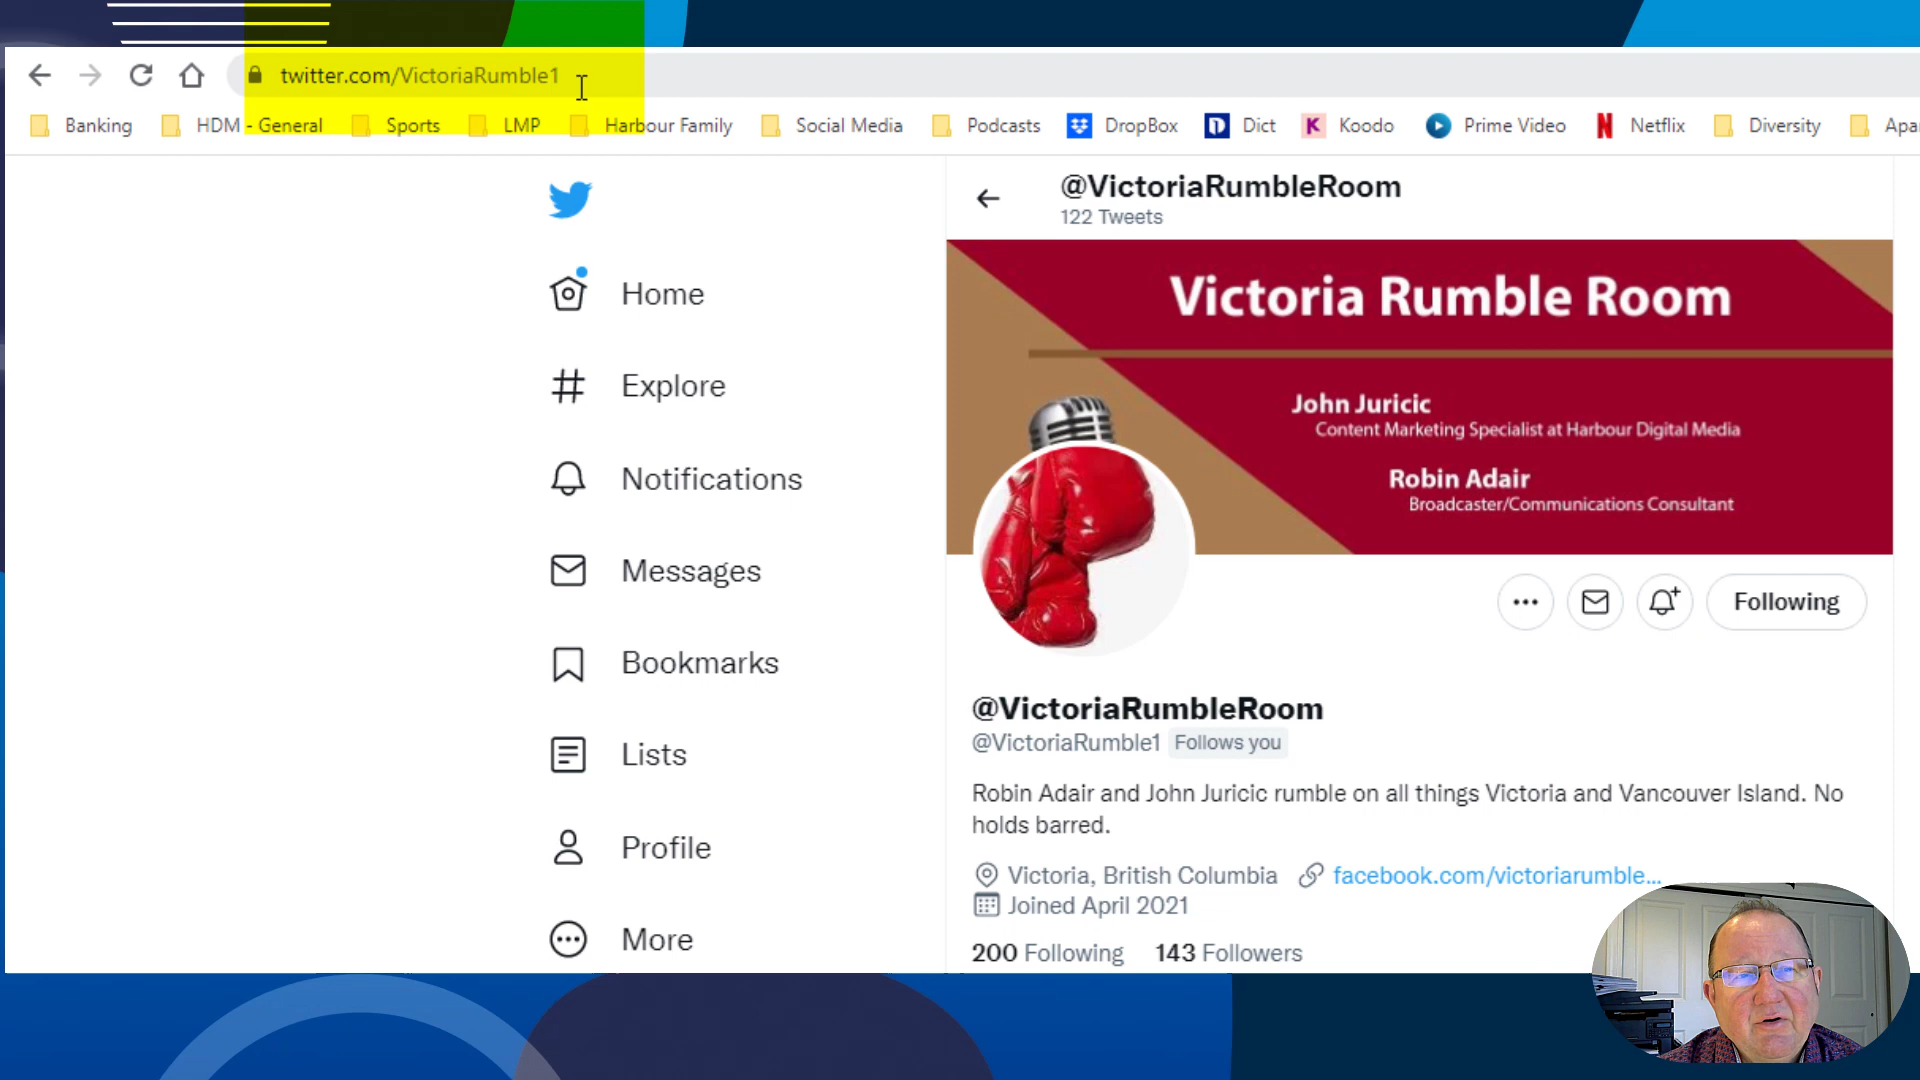 twitter.com/VictoriaRumble1
Banking HDM - General Sports LMP Harbour Family Social Media Podcasts DropBox Dict Koodo Prime Video Netflix Diversity
@VictoriaRumbleRoom
122 Tweets
Home
Explore
Notifications
Messages
Bookmarks
Lists
Profile
More
Victoria Rumble Room
John Juricic
Content Marketing Specialist at Harbour Digital Media
Robin Adair
Broadcaster/Communications Consultant
Following
@VictoriaRumbleRoom
@VictoriaRumble1 Follows you
Robin Adair and John Juricic rumble on all things Victoria and Vancouver Island. No
holds barred.
Victoria, British Columbia facebook.com/victoriarumble...
Joined April 2021
200 Following 143 Followers